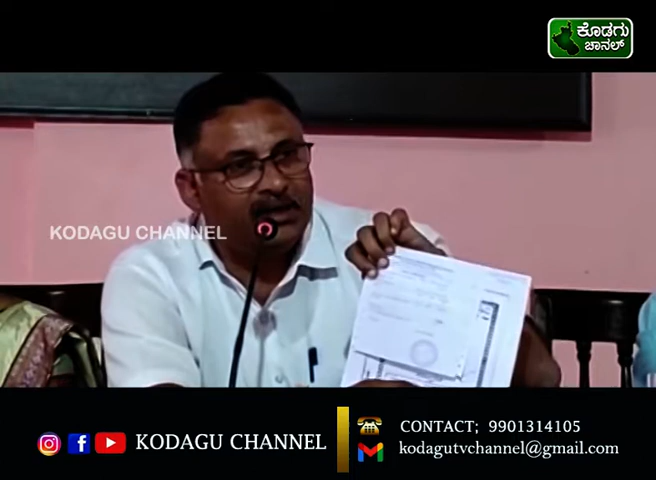 ಕೊಡಗು
ಚಾನಲ್
KODAGU CHANNEL
KODAGU CHANNEL
CONTACT; 9901314105
kodagutvchannel@gmail.com